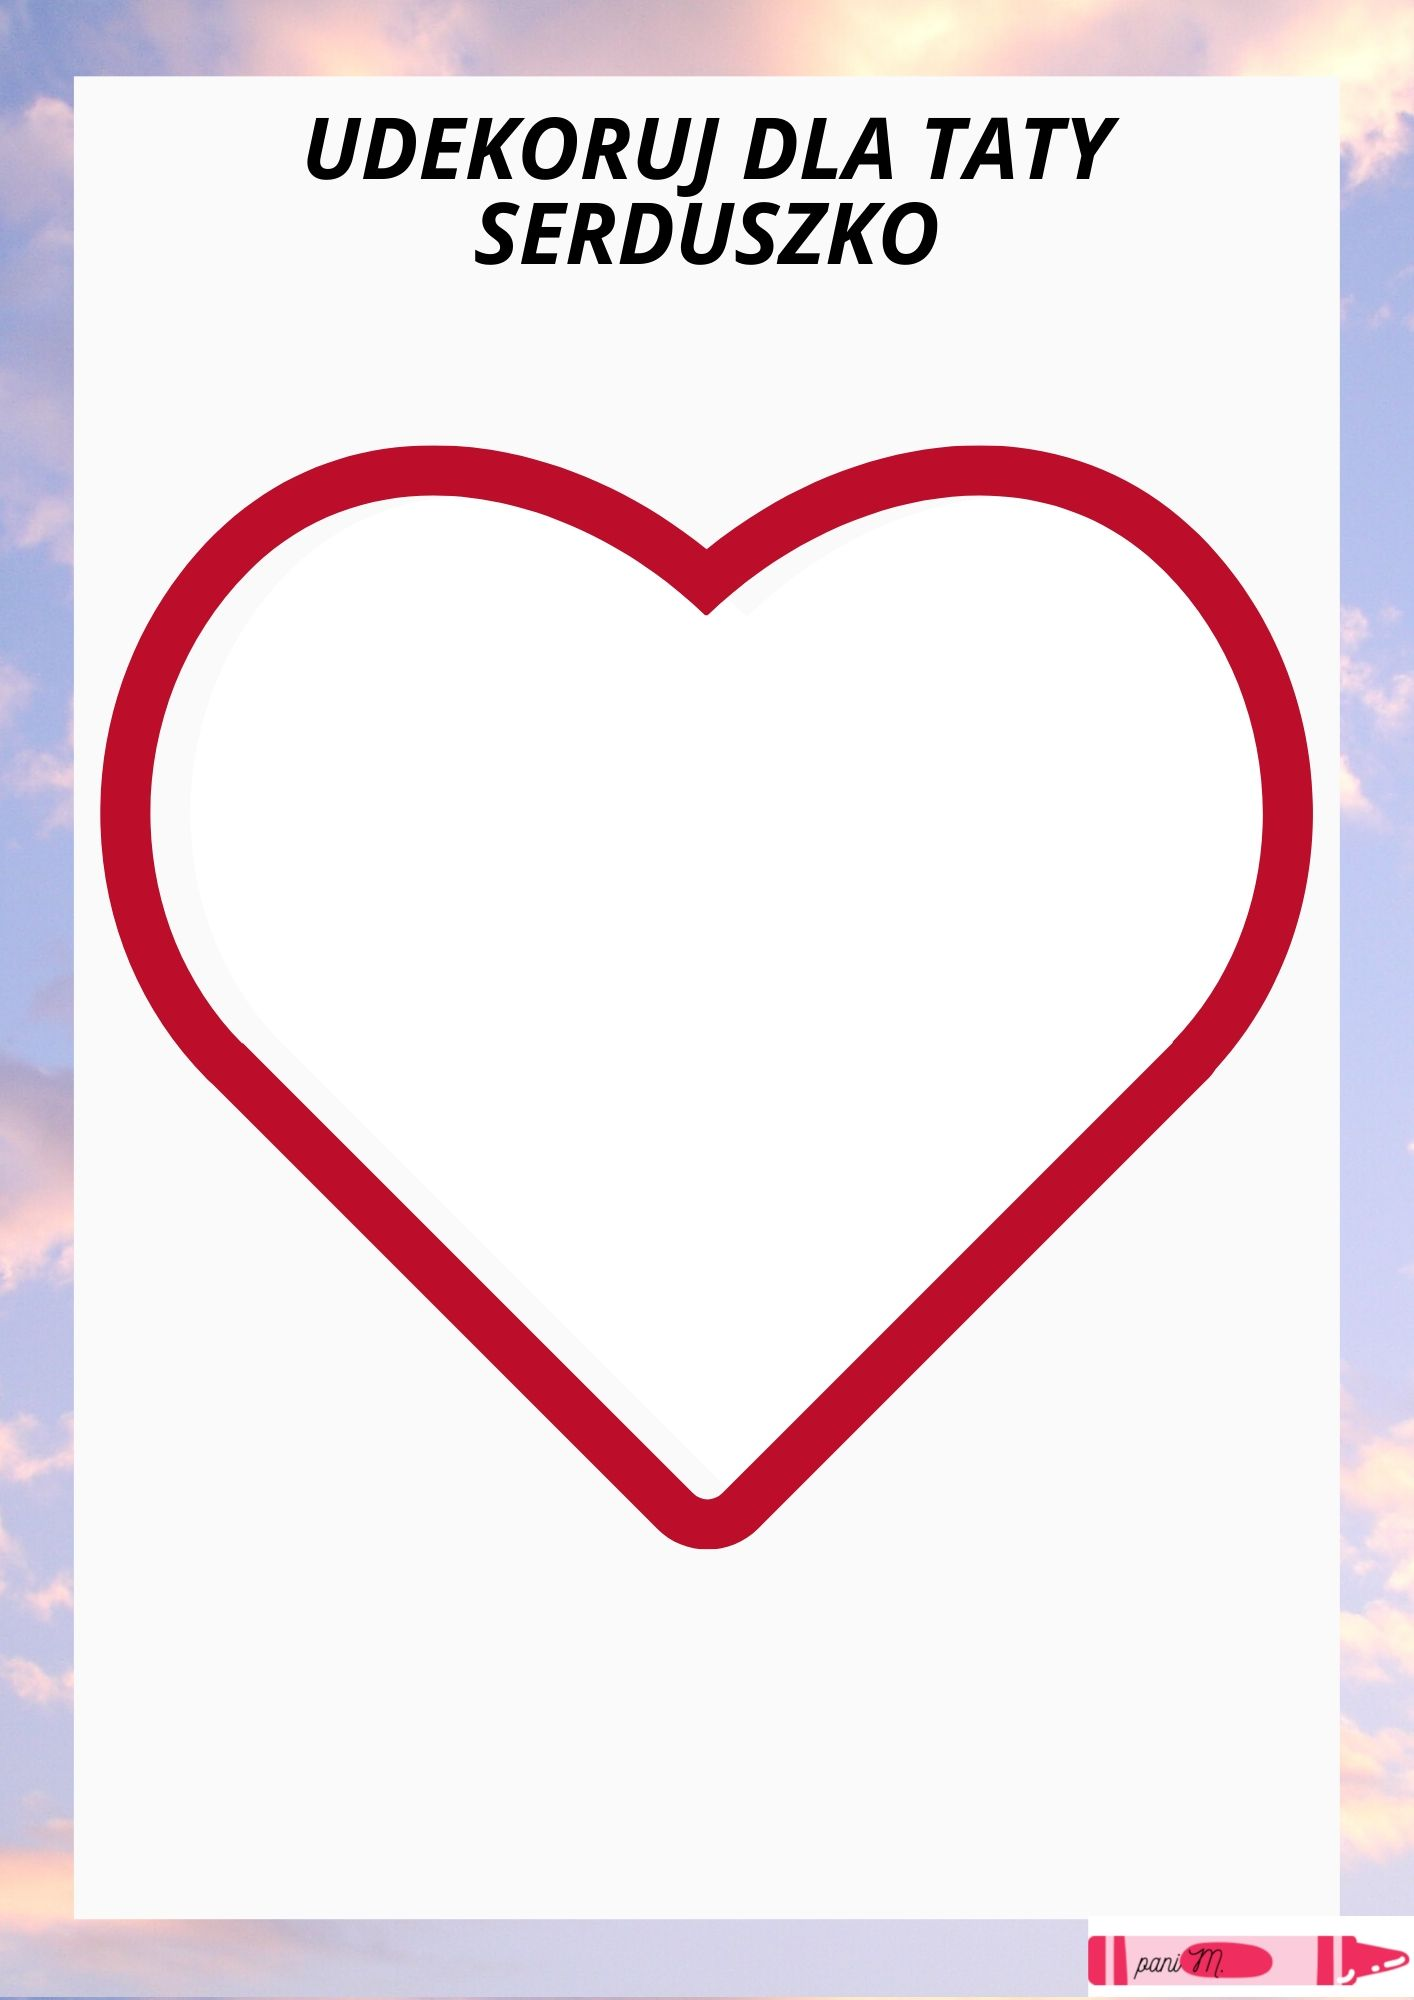 UDEKORUJ DLA TATY
SERDUSZKO
pani M.